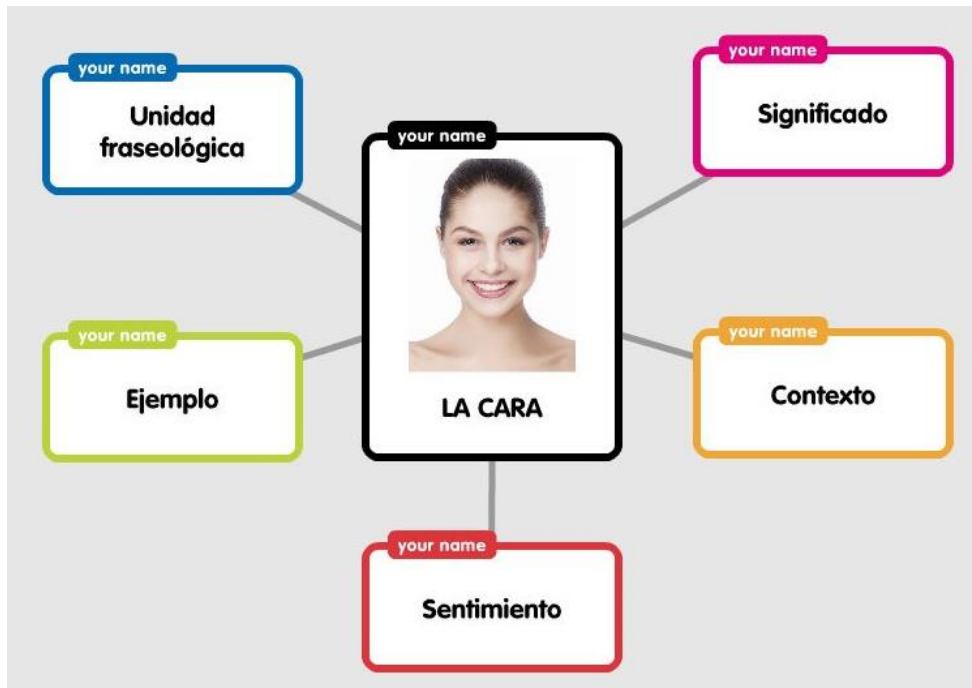 your name
Unidad
fraseológica
your name
Significado
your name
LA CARA
your name
Ejemplo
your name
Contexto
your name
Sentimiento